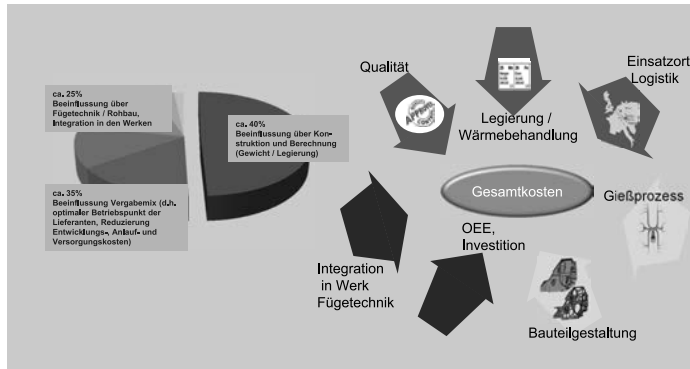 ca. 25%
Beeinflussung über
Fügetechnik / Rohbau,
Integration in den Werken
ca. 40%
Beeinflussung über Kon-
struktion und Berechnung
(Gewicht / Legierung)
ca. 35%
Beeinflussung Vergabemix (d.h.
optimaler Betriebspunkt der
Lieferanten, Reduzierung
Entwicklungs-, Anlauf- und
Versorgungskosten)
Qualität
Legierung /
Wärmebehandlung
Einsatzort
Logistik
Gesamtkosten
Gießprozess
OEE,
Investition
Integration
in Werk
Fügetechnik
Bauteilgestaltung